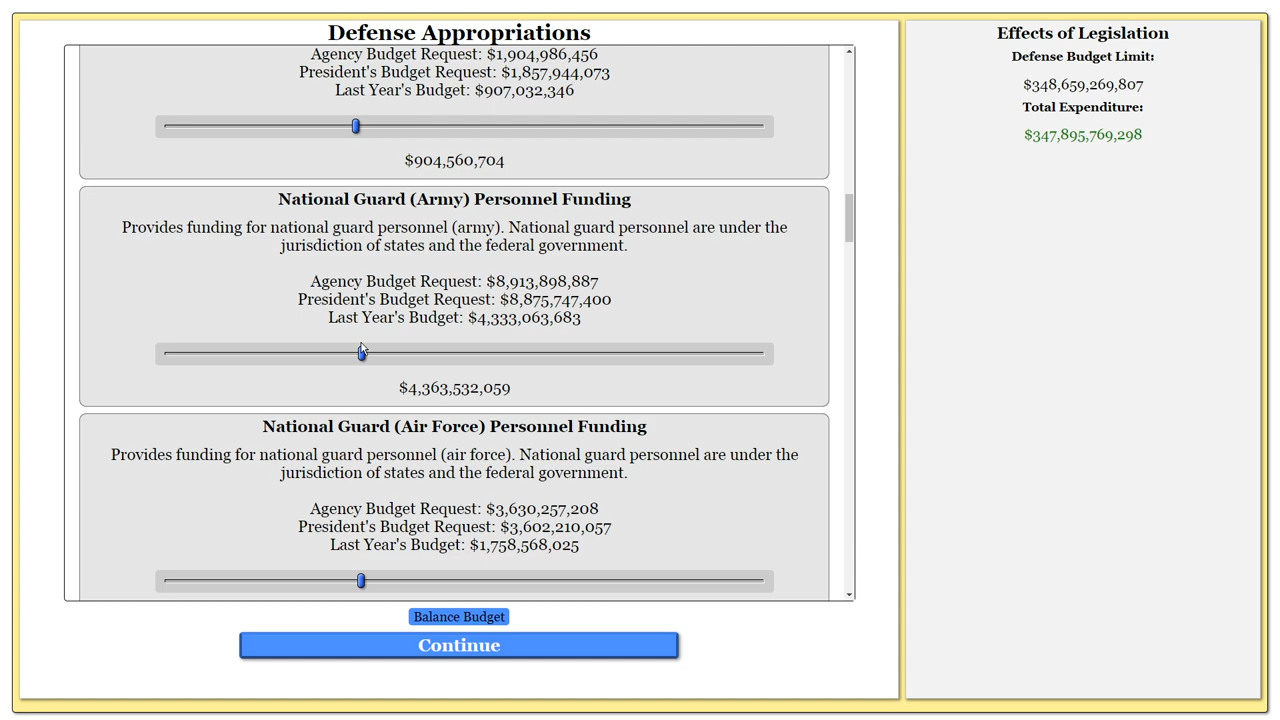 Defense Appropriations
Agency Budget Request: $1,904,986,456
President's Budget Request: $1,857,944,073
Last Year's Budget: $907,032,346
$904,560,704
National Guard (Army) Personnel Funding
Provides funding for national guard personnel (army). National guard personnel are under the
jurisdiction of states and the federal government.
Agency Budget Request: $8,913,898,887
President's Budget Request: $8,875,747,400
Last Year's Budget: $4,333,063,683
$4,363,532,059
National Guard (Air Force) Personnel Funding
Provides funding for national guard personnel (air force). National guard personnel are under the
jurisdiction of states and the federal government.
Agency Budget Request: $3,630,257,208
President's Budget Request: $3,602,210,057
Last Year's Budget: $1,758,568,025
Balance Budget
Continue
Effects of Legislation
Defense Budget Limit:
$348,659,269,807
Total Expenditure:
$347,895,769,298